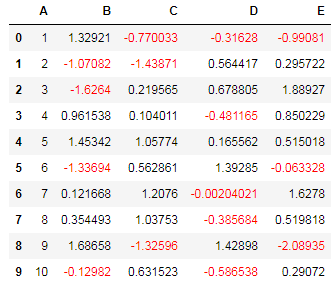 A B C D E
0 1 1.32921 -0.770033 -0.31628 -0.99081
1 2 -1.07082 -1.43871 0.564417 0.295722
2 3 -1.6264 0.219565 0.678805 1.88927
3 4 0.961538 0.104011 -0.481165 0.850229
4 5 1.45342 1.05774 0.165562 0.515018
5 6 -1.33694 0.562861 1.39285 -0.063328
6 7 0.121668 1.2076 -0.00204021 1.6278
7 8 0.354493 1.03753 -0.385684 0.519818
8 9 1.68658 -1.32596 1.42898 -2.08935
9 10 -0.12982 0.631523 -0.586538 0.29072